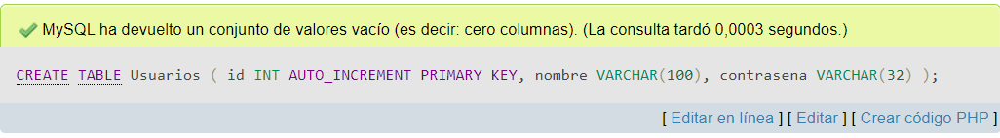 MySQL ha devuelto un conjunto de valores vacío (es decir: cero columnas). (La consulta tardó 0,0003 segundos.)
CREATE TABLE Usuarios ( id INT AUTO_INCREMENT PRIMARY KEY, nombre VARCHAR(100), contrasena VARCHAR(32) );
[ Editar en línea ] [ Editar ] [ Crear código PHP ]